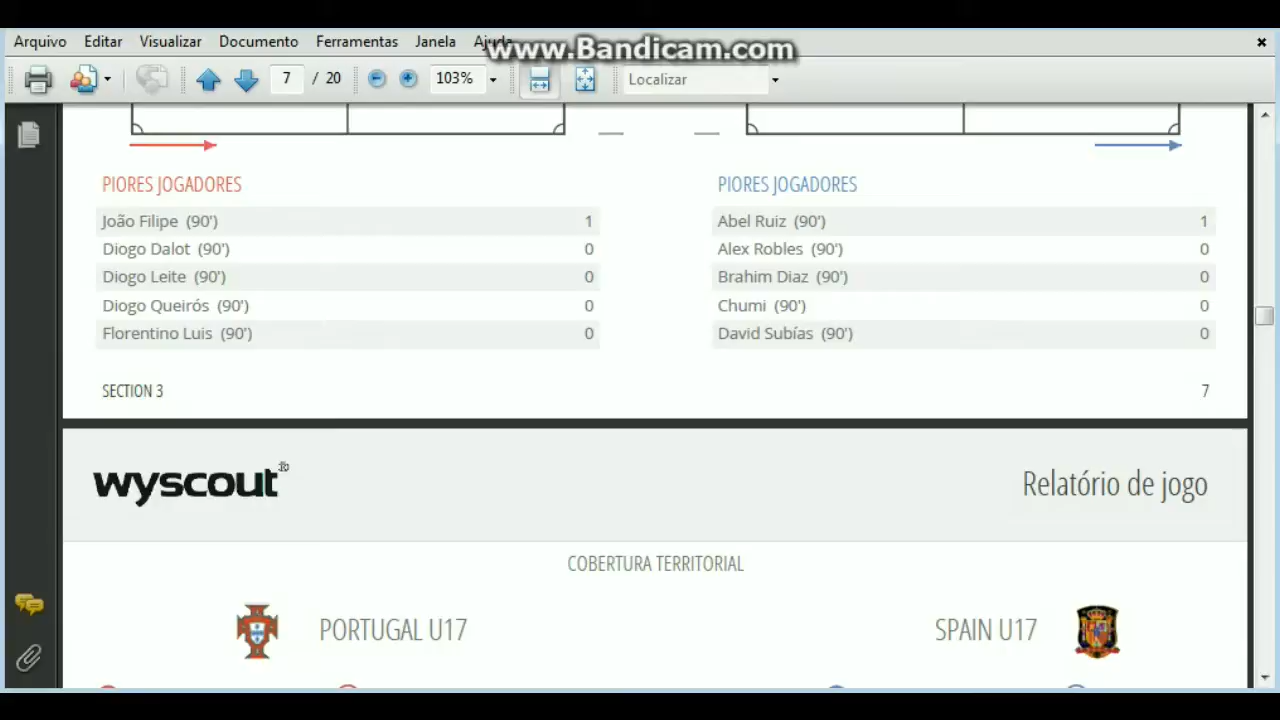 www.Bandicam.com
Arquivo Editar Visualizar Documento Ferramentas Janela Ajuda
7 / 20 103% Localizar
PIORES JOGADORES
João Filipe (90') 1
Diogo Dalot (90') 0
Diogo Leite (90') 0
Diogo Queirós (90') 0
Florentino Luis (90') 0
PIORES JOGADORES
Abel Ruiz (90') 1
Alex Robles (90') 0
Brahim Diaz (90') 0
Chumi (90') 0
David Subías (90') 0
SECTION 3 7
wyscout®
Relatório de jogo
COBERTURA TERRITORIAL
PORTUGAL U17
SPAIN U17